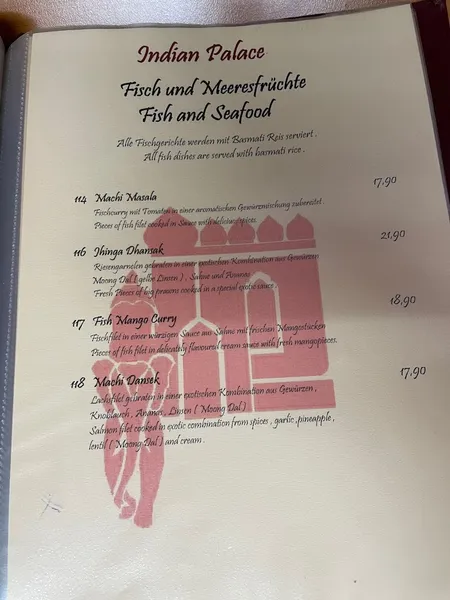 Indian Palace
Fisch und Meeresfrüchte
Fish and Seafood
Alle Fischgerichte werden mit Basmati Reis serviert .
All fish dishes are served with basmati rice .
17,90
114 Machi Masala
Fischcurry mit Tomaten in einer aromatischen Gewürzmischung zubereitet .
Pieces of fish filet cooked in Sauce with delicious spices.
21,90
116 Jhinga Dhansak
Riesengarnelen gebraten in einer exotischen Kombination aus Gewürzen
Moong Dal ( gelbe Linsen ) , Sahne und Ananas
Fresh Pieces of big prawns cooked in a special exotic sauce .
18,90
117 Fish Mango Curry
Fischfilet in einer würzigen Sauce aus Sahne mit frischen Mangostücken
Pieces of fish filet in delicately flavoured cream sauce with fresh mangopieces.
17,90
118 Machi Dansek
Lachsfilet gebraten in einer exotischen Kombination aus Gewürzen ,
Knoblauch , Ananas , Linsen ( Moong Dal )
Salmon filet cooked in exotic combination from spices , garlic ,pineapple ,
lentil ( Moong Dal ) and cream .